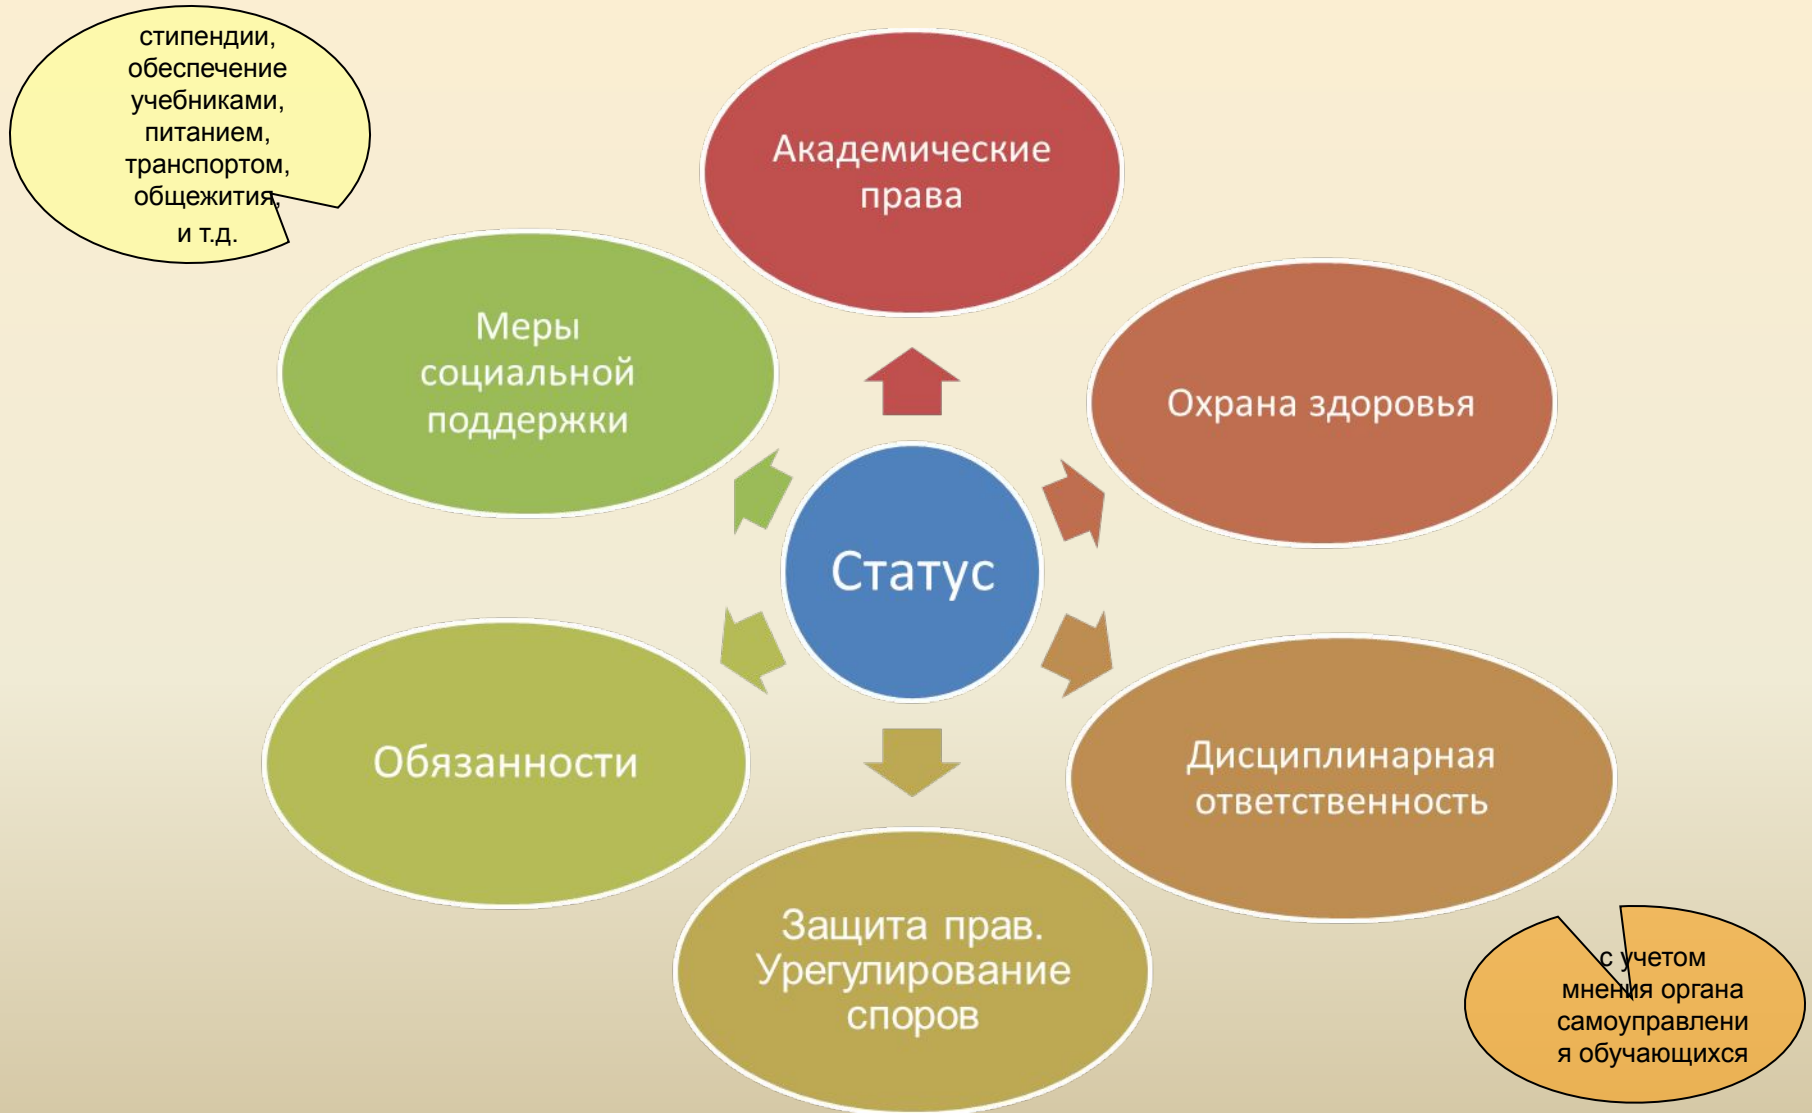 стипендии,
обеспечение
учебниками,
питанием,
транспортом,
общежития,
и т.д.
Академические
права
Меры
социальной
поддержки
Охрана здоровья
Статус
Обязанности
Дисциплинарная
ответственность
Защита прав.
Урегулирование
споров
с учетом
мнения органа
самоуправлени
я обучающихся